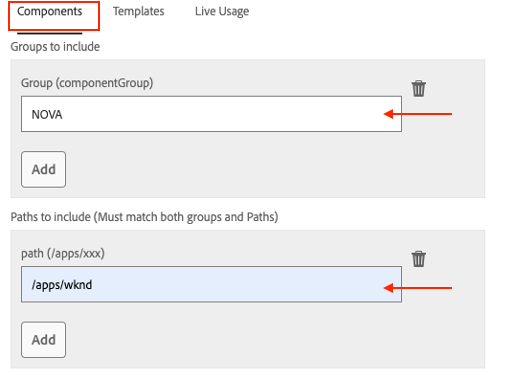 Components Templates Live Usage
Groups to include
Group (componentGroup)
NOVA
Add
Paths to include (Must match both groups and Paths)
path (/apps/xxx)
/apps/wknd
Add